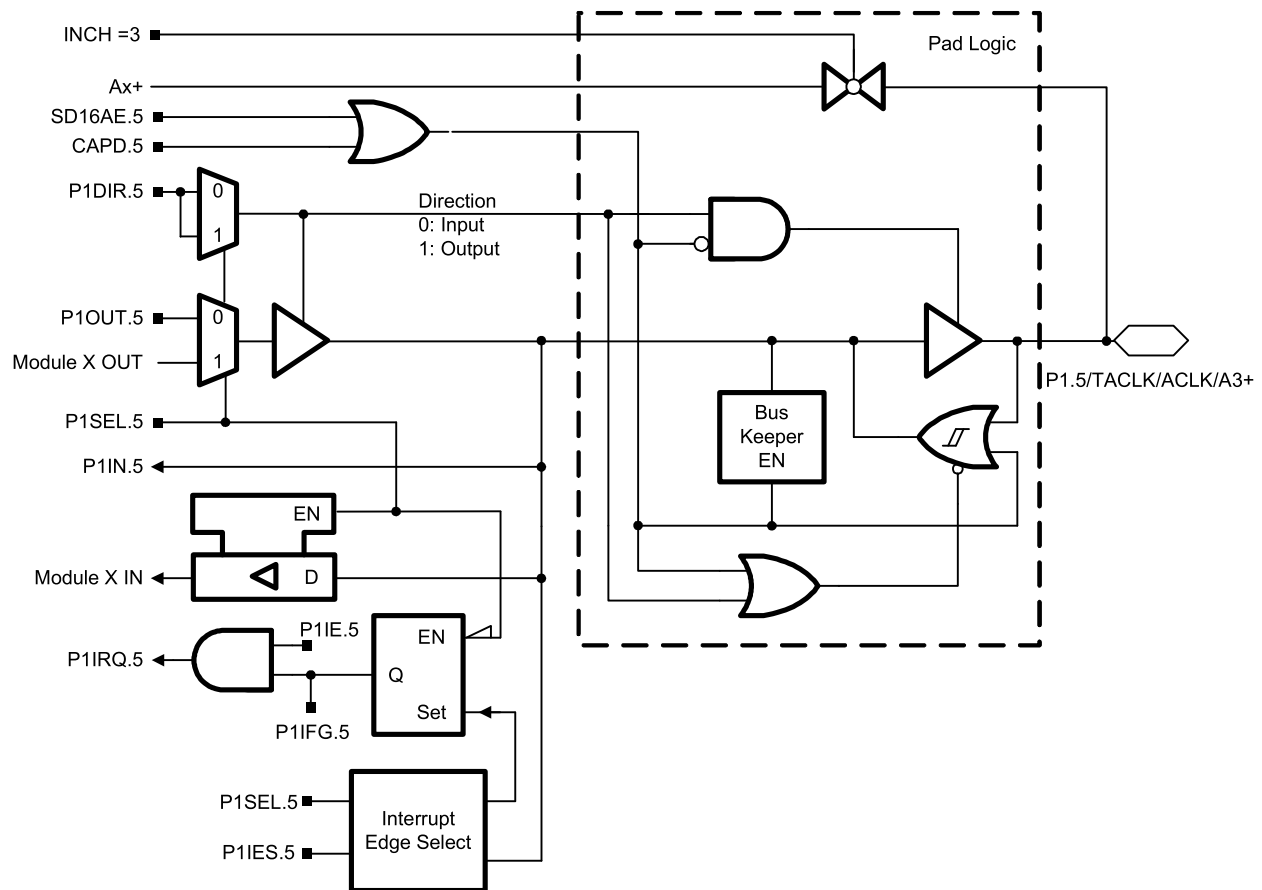 INCH =3
Pad Logic
Ax+
SD16AE.5
CAPD.5
P1DIR.5
0
1
Direction
0: Input
1: Output
P1OUT.5
0
Module X OUT
1
P1.5/TACLK/ACLK/A3+
P1SEL.5
Bus
Keeper
EN
P1IN.5
EN
Module X IN
D
P1IE.5
EN
P1IRQ.5
Q
Set
P1IFG.5
P1SEL.5
Interrupt
Edge Select
P1IES.5